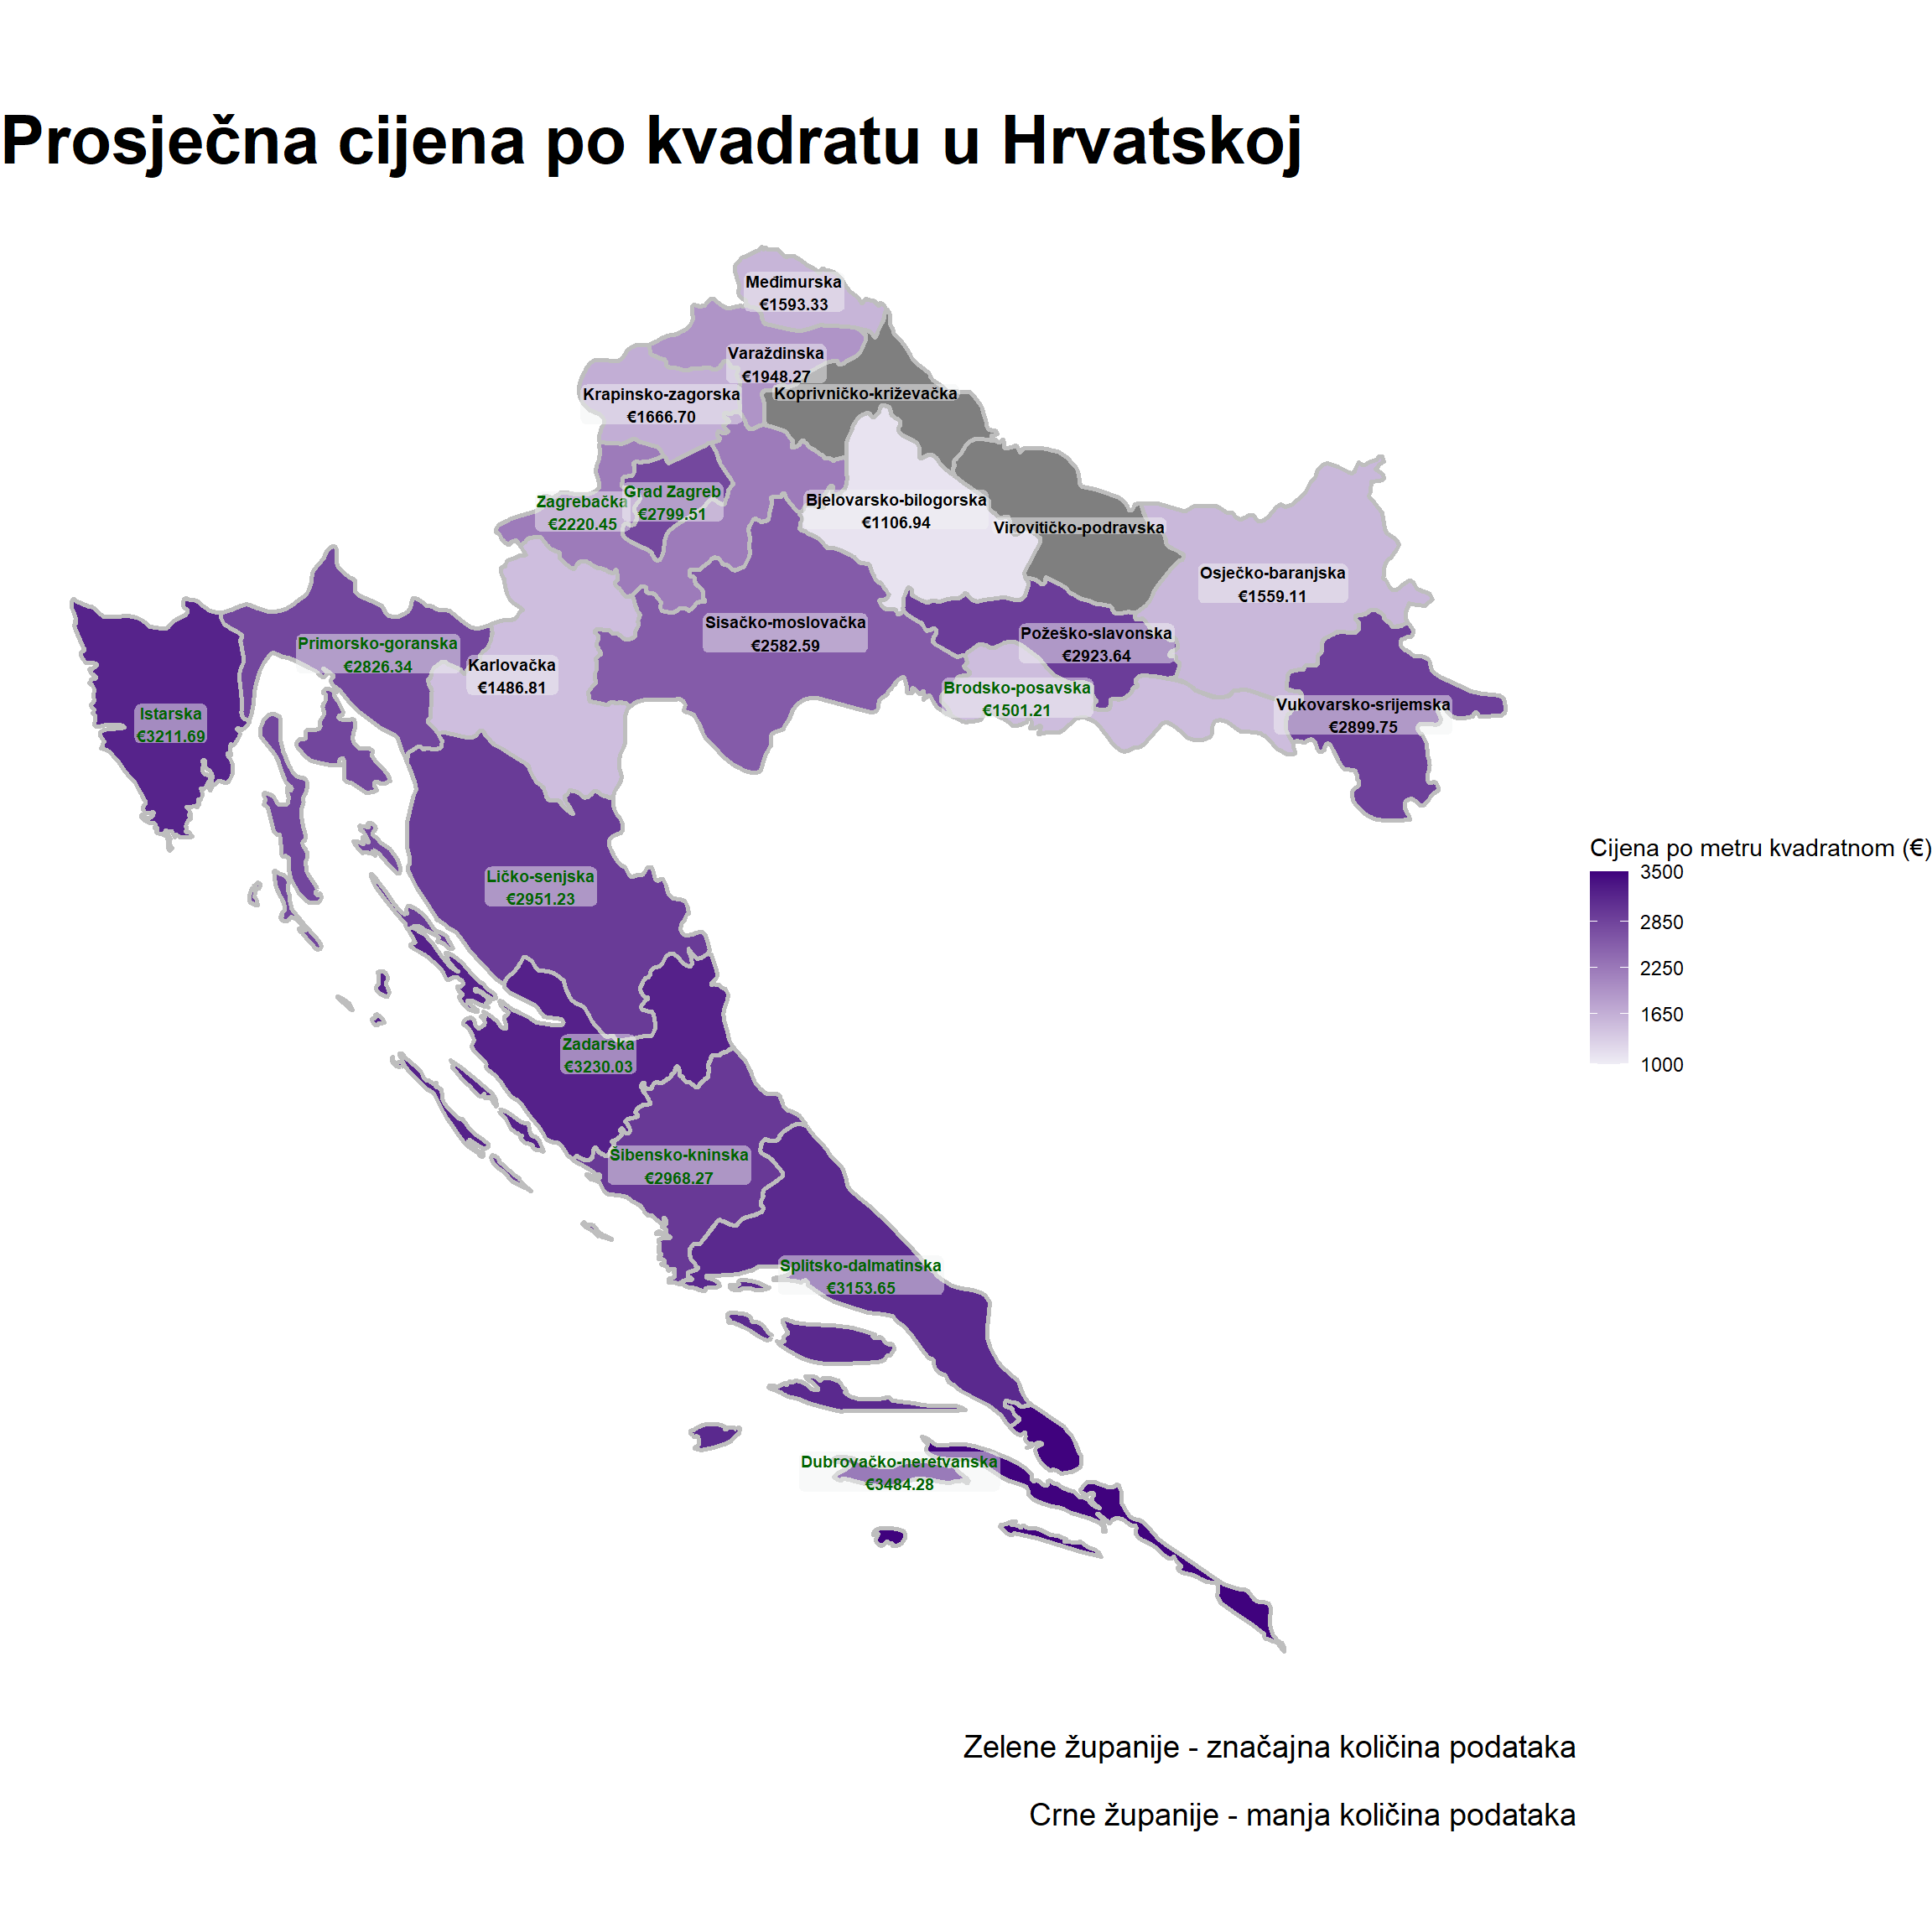 Prosječna cijena po kvadratu u Hrvatskoj
Međimurska
€1593.33
Varaždinska
€1948.27
Krapinsko-zagorska
€1666.70
Koprivničko-križevačka
Zagrebačka
€2220.45
Grad Zagreb
€2799.51
Bjelovarsko-bilogorska
€1106.94
Virovitičko-podravska
Osječko-baranjska
€1559.11
Primorsko-goranska
€2826.34
Karlovačka
€1486.81
Sisačko-moslovačka
€2582.59
Požeško-slavonska
€2923.64
Brodsko-posavska
€1501.21
Vukovarsko-srijemska
€2899.75
Istarska
€3211.69
Ličko-senjska
€2951.23
Zadarska
€3230.03
Šibensko-kninska
€2968.27
Splitsko-dalmatinska
€3153.65
Dubrovačko-neretvanska
€3484.28
Cijena po metru kvadratnom (€)
3500
2850
2250
1650
1000
Zelene županije - značajna količina podataka
Crne županije - manja količina podataka